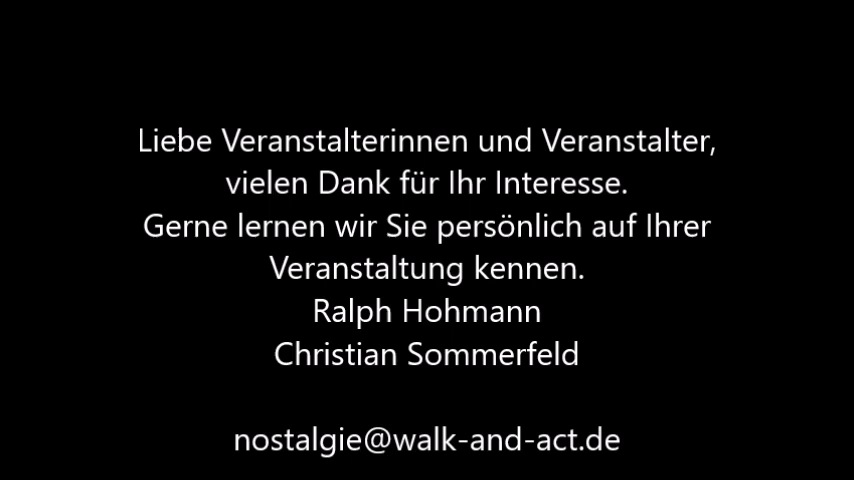 Liebe Veranstalterinnen und Veranstalter,
vielen Dank für Ihr Interesse.
Gerne lernen wir Sie persönlich auf Ihrer
Veranstaltung kennen.
Ralph Hohmann
Christian Sommerfeld
nostalgie@walk-and-act.de